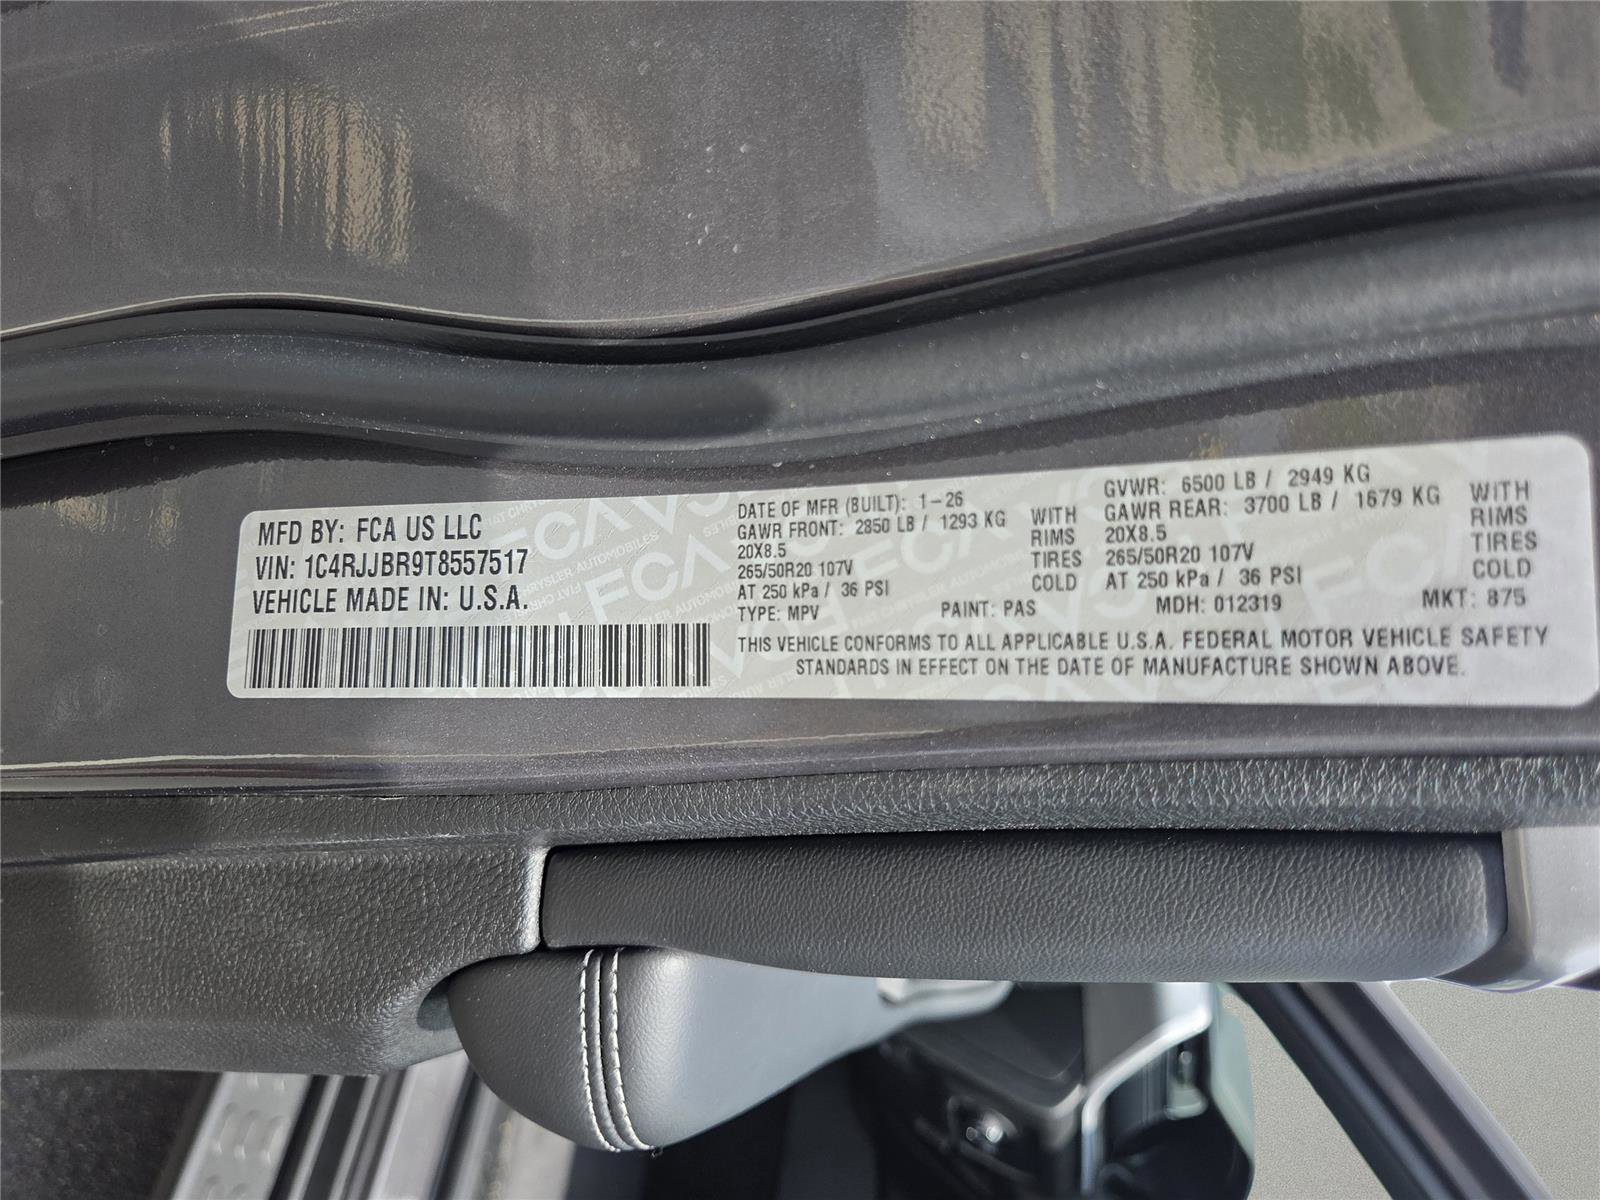 MFD BY: FCA US LLC
VIN: 1C4RJJBR9T8557517
VEHICLE MADE IN: U.S.A.
DATE OF MFR (BUILT): 1-26
GAWR FRONT: 2850 LB / 1293 KG WITH
20X8.5 RIMS
265/50R20 107V TIRES
AT 250 kPa / 36 PSI COLD
GVWR: 6500 LB / 2949 KG
GAWR REAR: 3700 LB / 1679 KG WITH
20X8.5 RIMS
265/50R20 107V TIRES
AT 250 kPa / 36 PSI COLD
TYPE: MPV PAINT: PAS MDH: 012319 MKT: 875
THIS VEHICLE CONFORMS TO ALL APPLICABLE U.S.A. FEDERAL MOTOR VEHICLE SAFETY
STANDARDS IN EFFECT ON THE DATE OF MANUFACTURE SHOWN ABOVE.